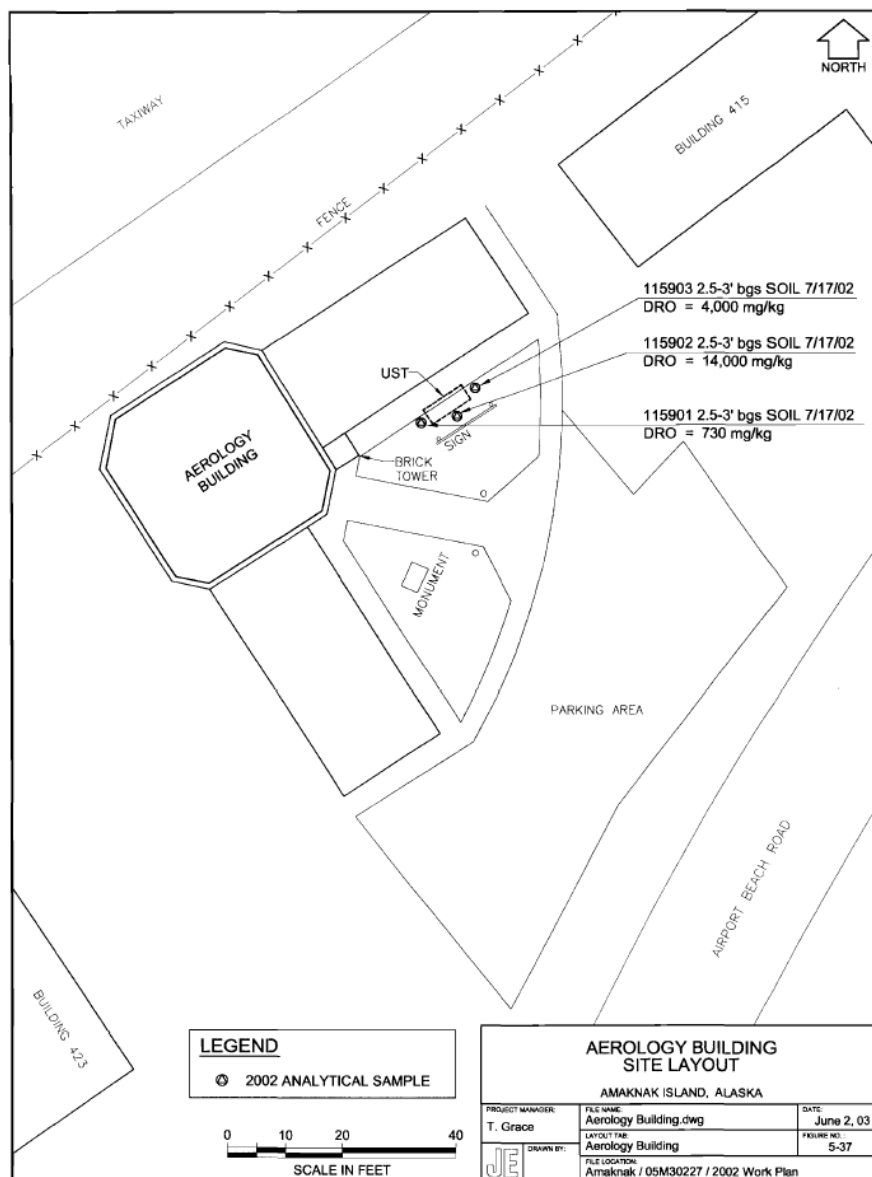 NORTH
TAXIWAY
BUILDING 415
FENCE
115903 2.5-3' bgs SOIL 7/17/02
DRO = 4,000 mg/kg
115902 2.5-3' bgs SOIL 7/17/02
DRO = 14,000 mg/kg
UST
115901 2.5-3' bgs SOIL 7/17/02
DRO = 730 mg/kg
SIGN
AEROLOGY
BUILDING
BRICK
TOWER
MONUMENT
PARKING AREA
AIRPORT BEACH ROAD
BUILDING 423
LEGEND
2002 ANALYTICAL SAMPLE
0 10 20 40
SCALE IN FEET
AEROLOGY BUILDING
SITE LAYOUT
AMAKNAK ISLAND, ALASKA
PROJECT MANAGER:
T. Grace
FILE NAME:
Aerology Building.dwg
DATE:
June 2, 03
LAYOUT TAB:
Aerology Building
FIGURE NO.:
5-37
JE
DRAWN BY:
FILE LOCATION:
Amaknak / 05M30227 / 2002 Work Plan